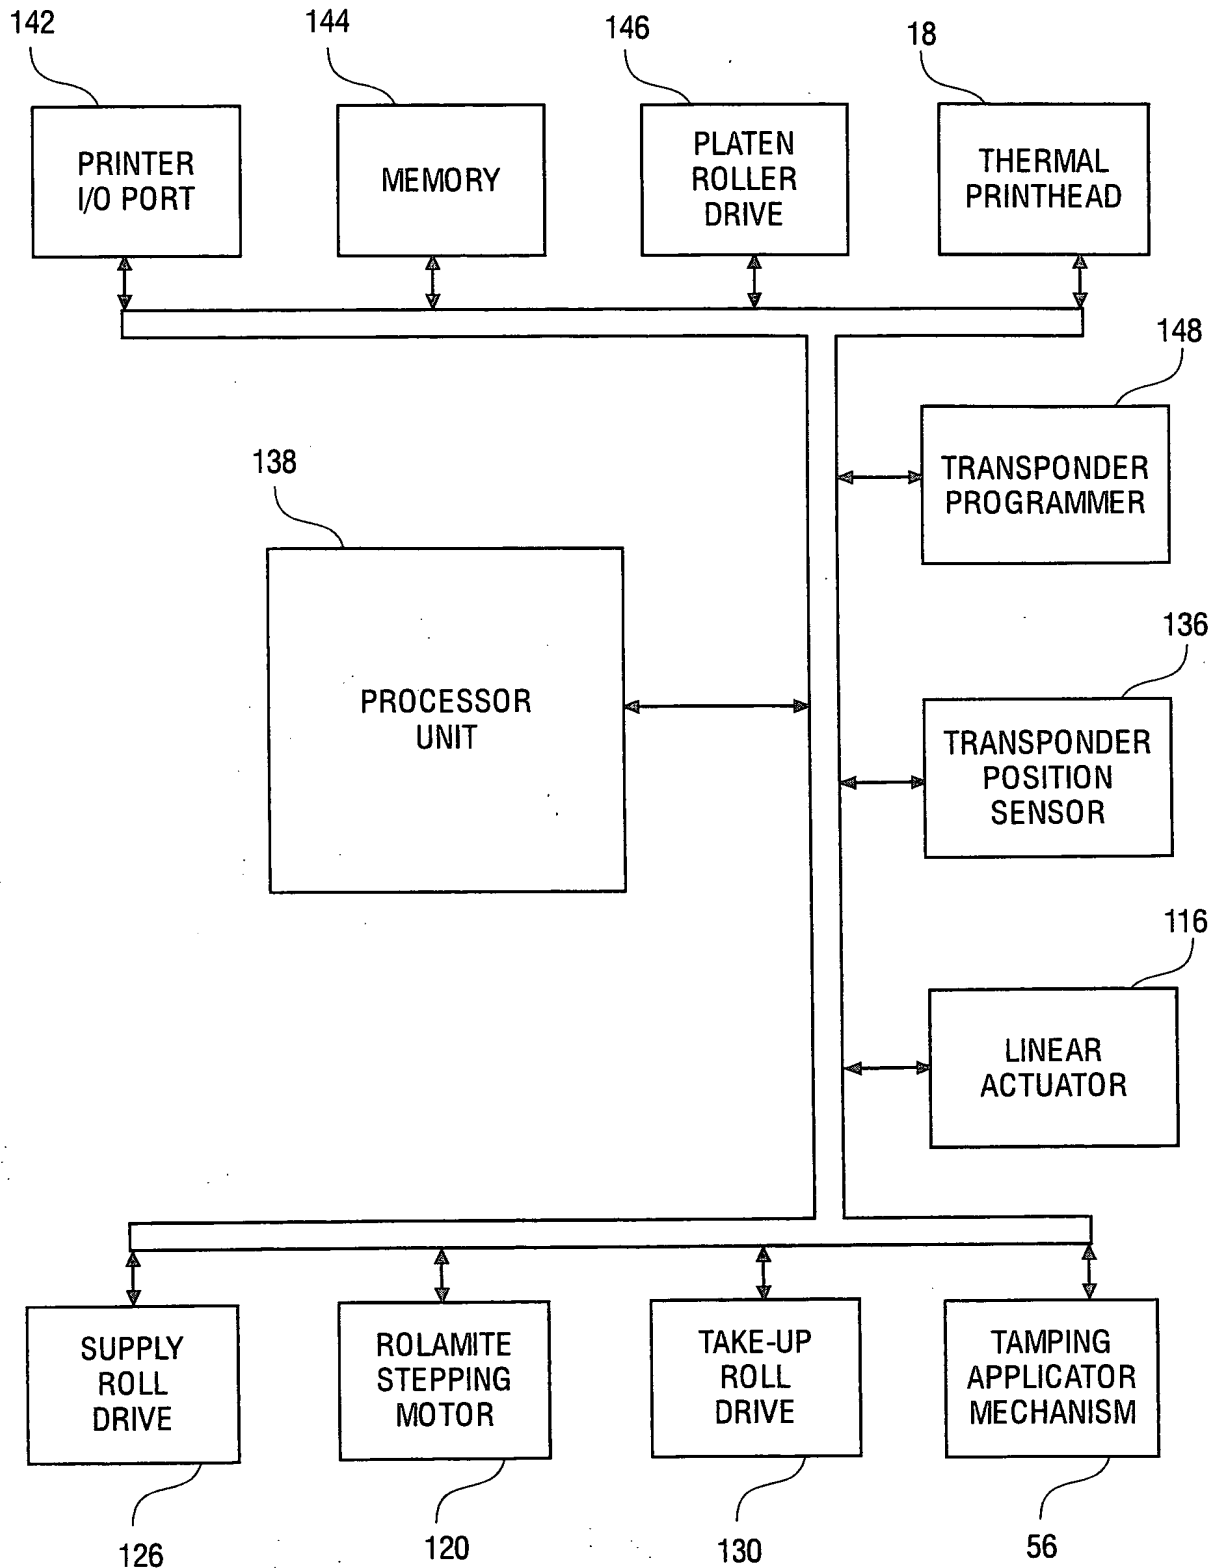 142
144
146
18
PRINTER
I/O PORT
MEMORY
PLATEN
ROLLER
DRIVE
THERMAL
PRINTHEAD
148
TRANSPONDER
PROGRAMMER
138
PROCESSOR
UNIT
136
TRANSPONDER
POSITION
SENSOR
116
LINEAR
ACTUATOR
SUPPLY
ROLL
DRIVE
ROLAMITE
STEPPING
MOTOR
TAKE-UP
ROLL
DRIVE
TAMPING
APPLICATOR
MECHANISM
126
120
130
56